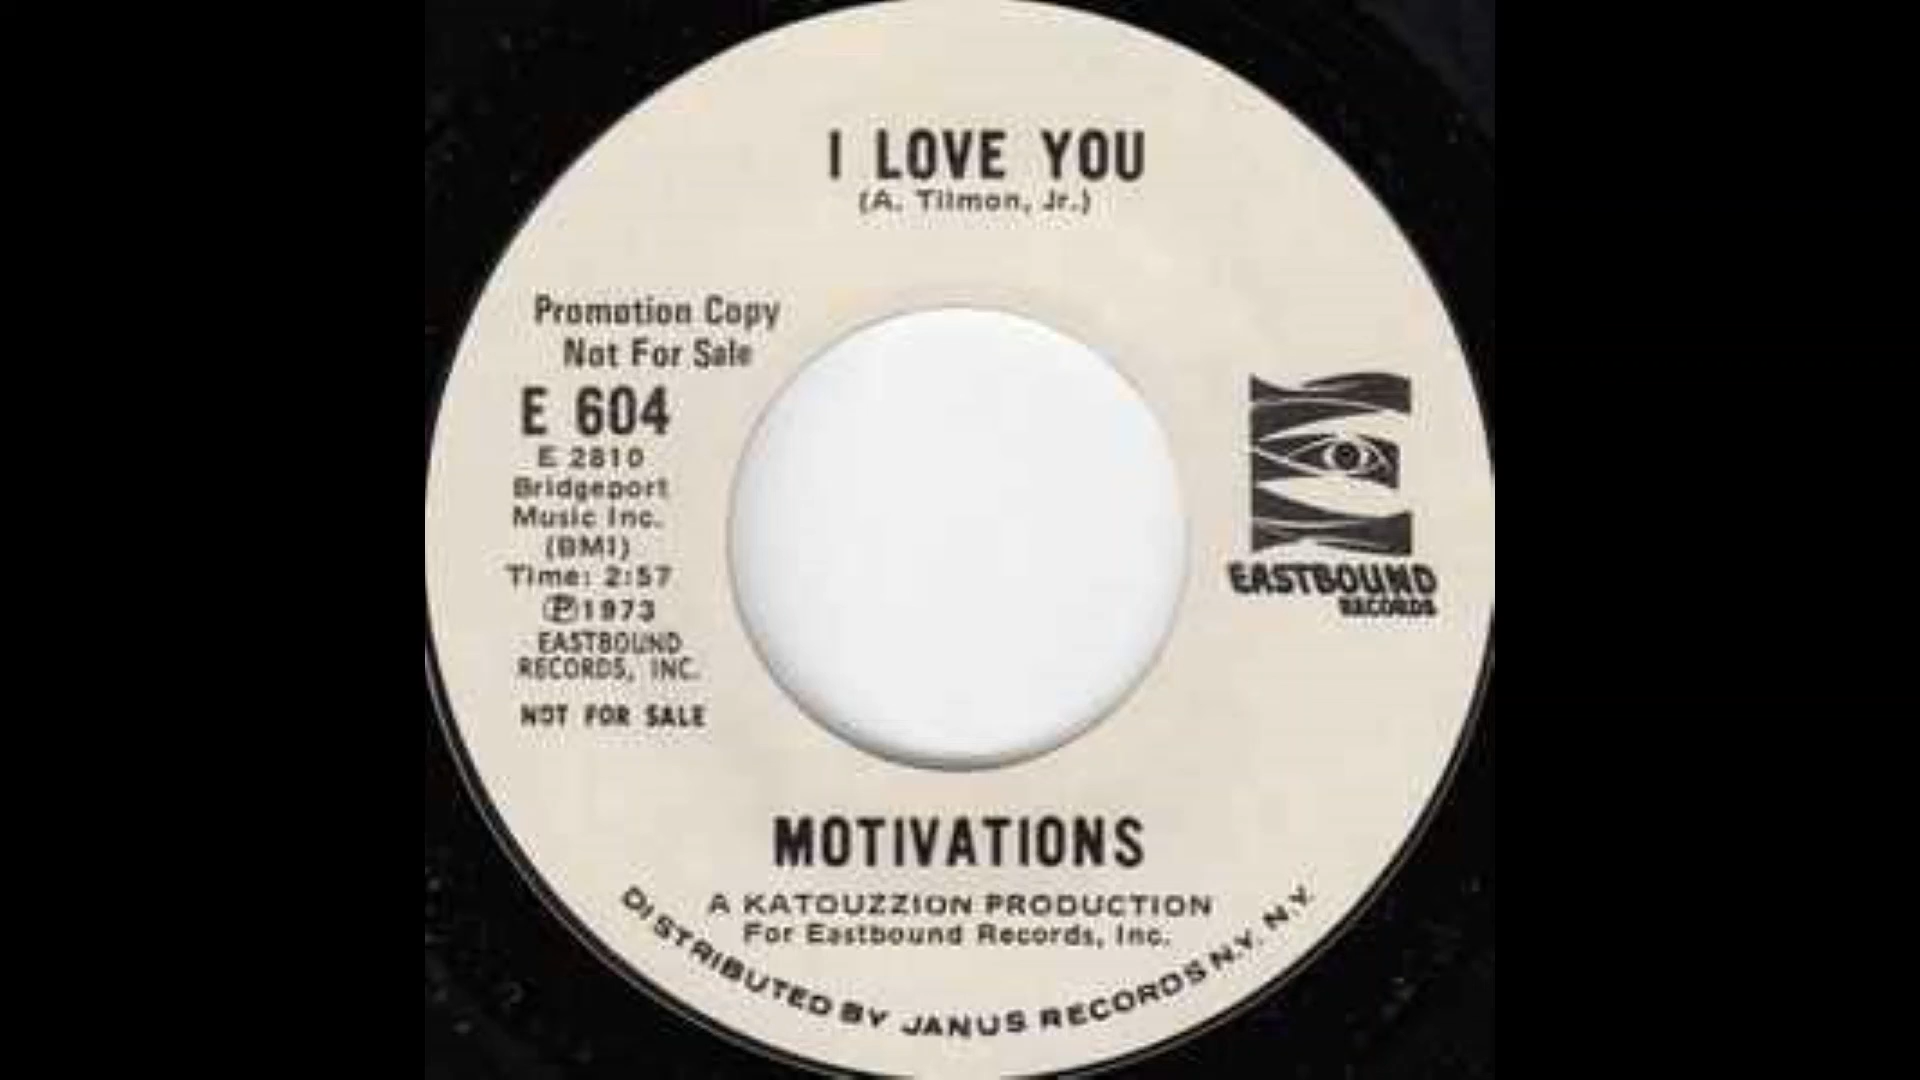 I LOVE YOU
(A. Tilmon, Jr.)
Promotion Copy
Not For Sale
E 604
E 2810
Bridgeport
Music Inc.
(BMI)
Time: 2:57
Ⓟ1973
EASTBOUND
RECORDS, INC.
NOT FOR SALE
EASTBOUND
RECORDS
MOTIVATIONS
A KATOUZZION PRODUCTION
For Eastbound Records, Inc.
DISTRIBUTED BY JANUS RECORDS N.Y. N.Y.